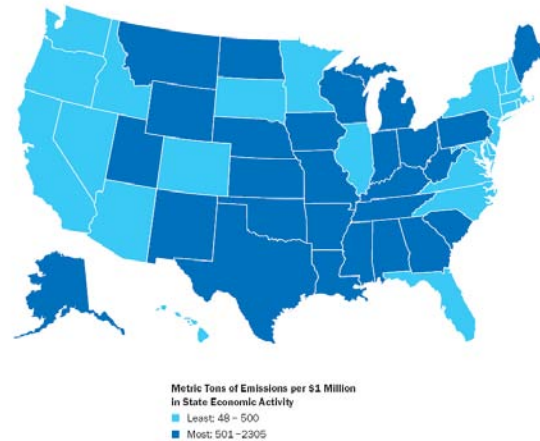 Metric Tons of Emissions per $1 Million
in State Economic Activity
Least: 48 – 500
Most: 501 –2305